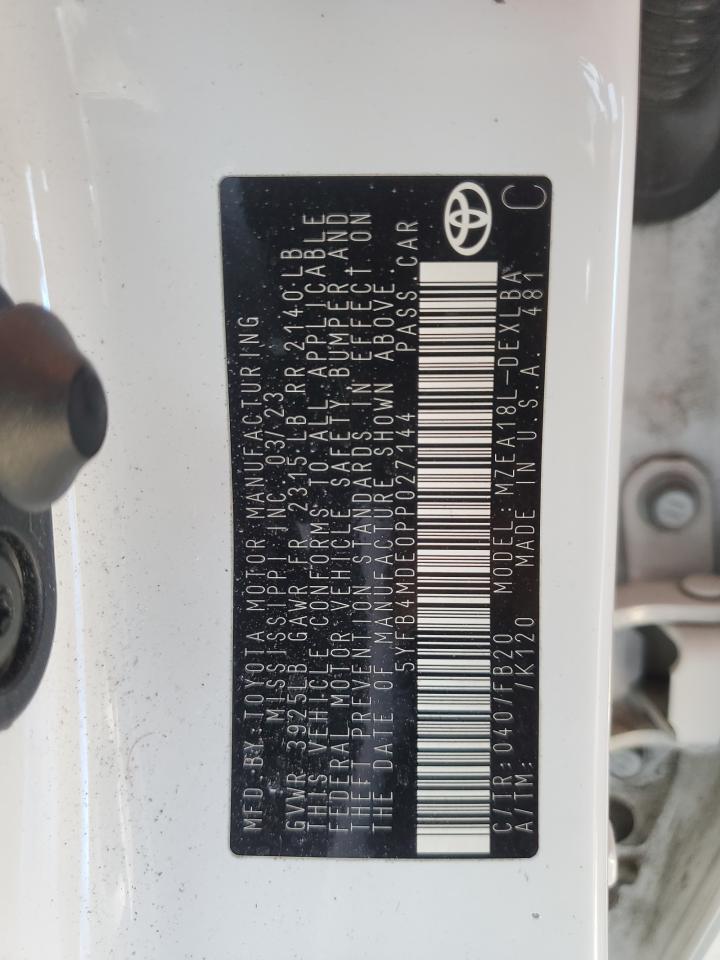 MFD.BY:TOYOTA MOTOR MANUFACTURING
MISSISSIPPI INC 03/23
GVWR 3925LB GAWR FR 2315LB RR 2140LB
THIS VEHICLE CONFORMS TO ALL APPLICABLE
FEDERAL MOTOR VEHICLE SAFETY BUMPER AND
THEFT PREVENTION STANDARDS IN EFFECT ON
THE DATE OF MANUFACTURE SHOWN ABOVE.
5YFB4MDE0PP027144 PASS.CAR
C/TR:040/FB20 MODEL:MZEA18L-DEXLBA
A/TM: /K120 MADE IN U.S.A. 481
C